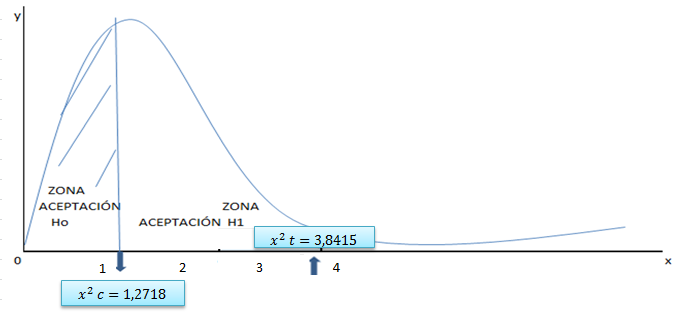 y
ZONA
ACEPTACIÓN
Ho
ZONA
ACEPTACIÓN H1
x² t = 3,8415
0
1
2
3
4
x
x² c = 1,2718